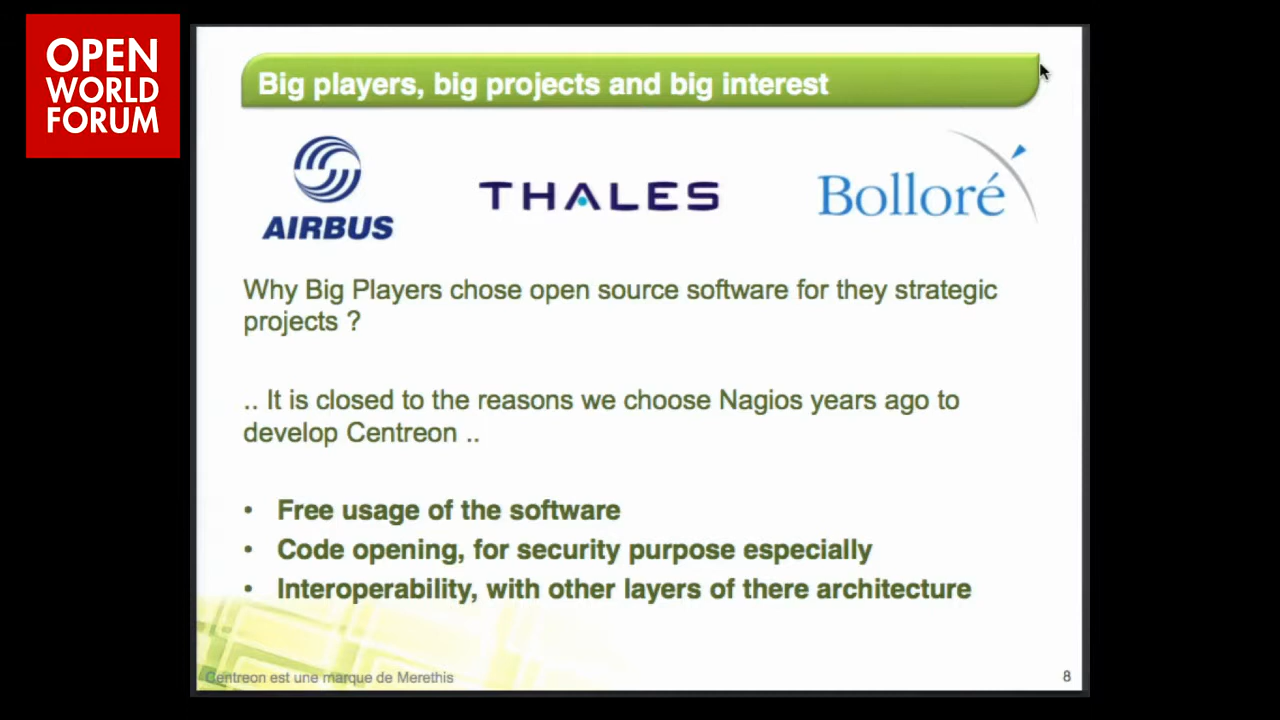 OPEN
WORLD
FORUM
Big players, big projects and big interest
AIRBUS
THALES
Bolloré
Why Big Players chose open source software for they strategic
projects ?
.. It is closed to the reasons we choose Nagios years ago to
develop Centreon ..
• Free usage of the software
• Code opening, for security purpose especially
• Interoperability, with other layers of there architecture
Centreon est une marque de Merethis
8